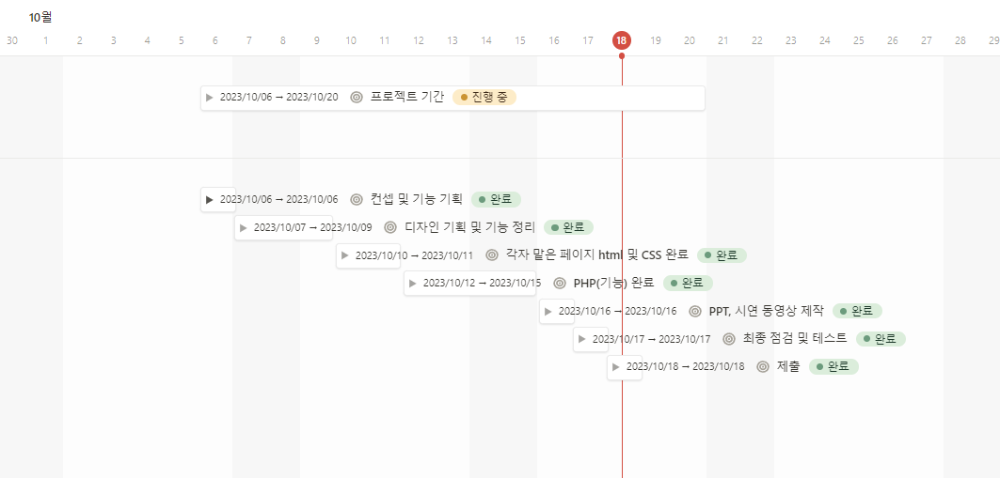 10월
30 1 2 3 4 5 6 7 8 9 10 11 12 13 14 15 16 17 18 19 20 21 22 23 24 25 26 27 28 29
2023/10/06 → 2023/10/20 프로젝트 기간 진행 중
2023/10/06 → 2023/10/06 컨셉 및 기능 기획 완료
2023/10/07 → 2023/10/09 디자인 기획 및 기능 정리 완료
2023/10/10 → 2023/10/11 각자 맡은 페이지 html 및 CSS 완료 완료
2023/10/12 → 2023/10/15 PHP(기능) 완료 완료
2023/10/16 → 2023/10/16 PPT, 시연 동영상 제작 완료
2023/10/17 → 2023/10/17 최종 점검 및 테스트 완료
2023/10/18 → 2023/10/18 제출 완료